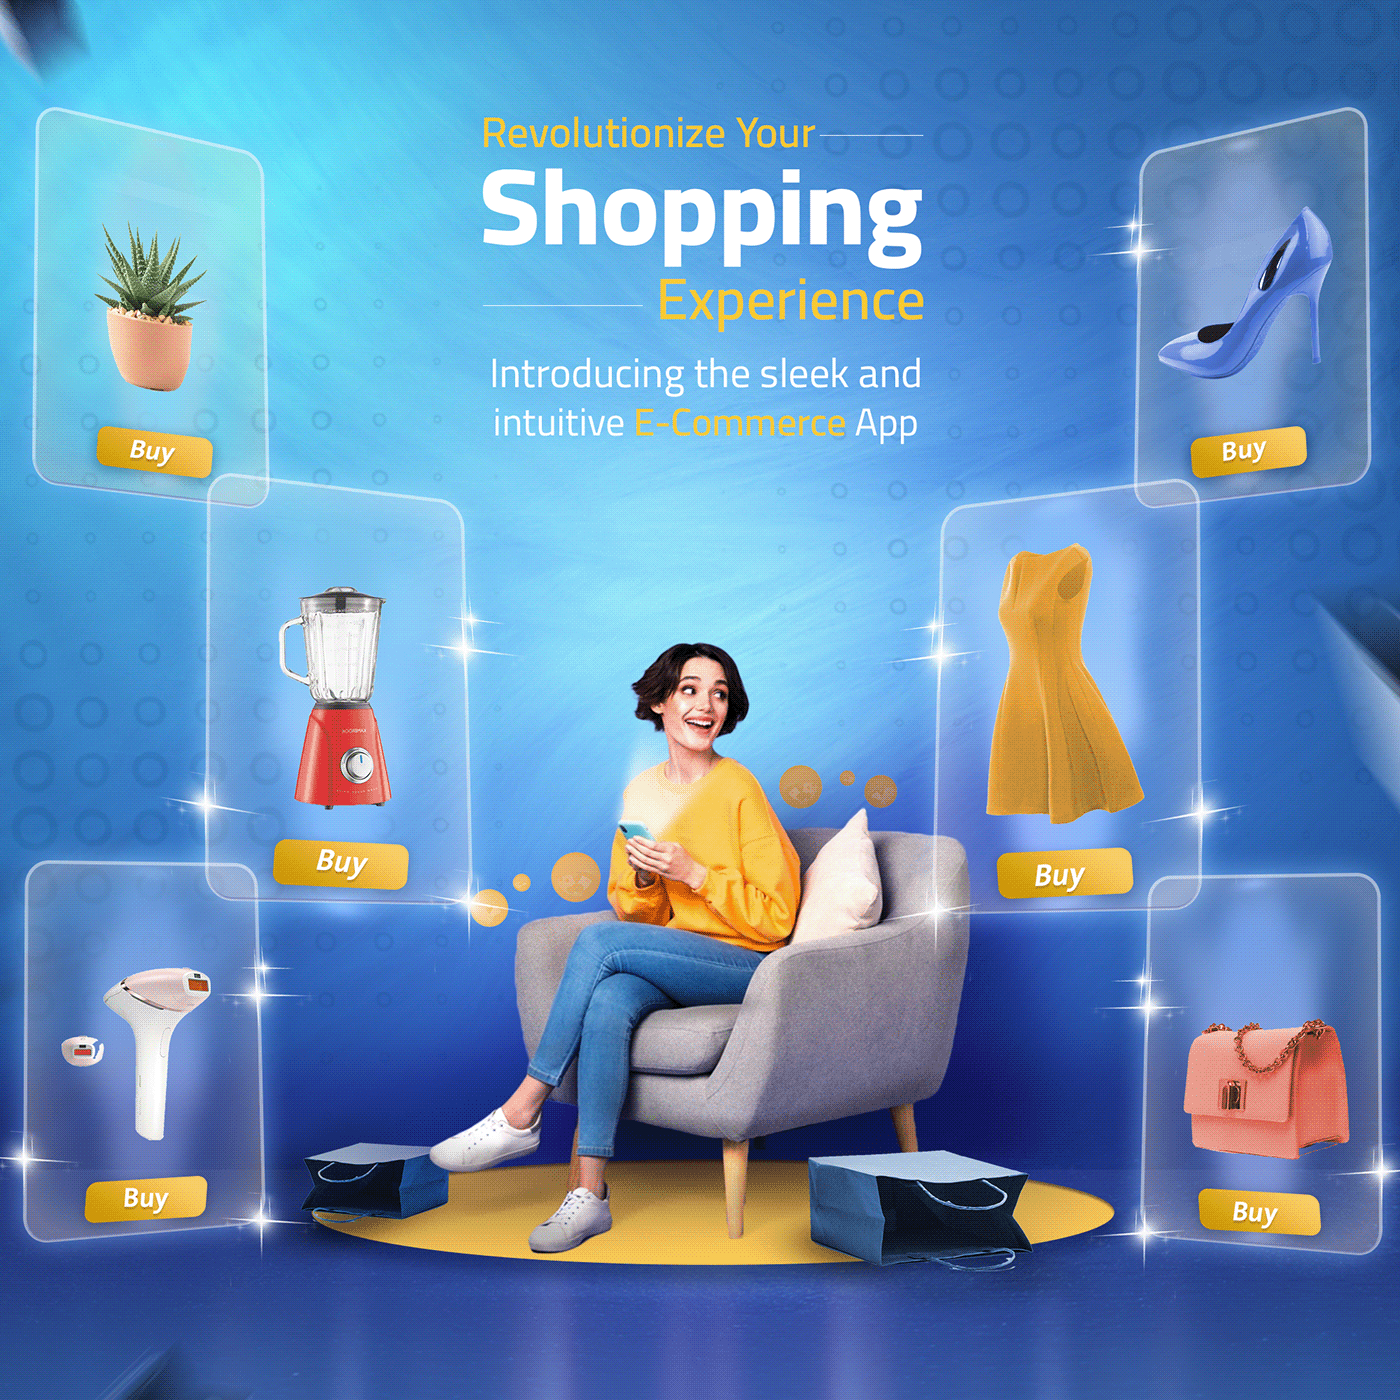 Revolutionize Your
Shopping
Experience
Introducing the sleek and
intuitive E-Commerce App
Buy
Buy
Buy
Buy
Buy
Buy